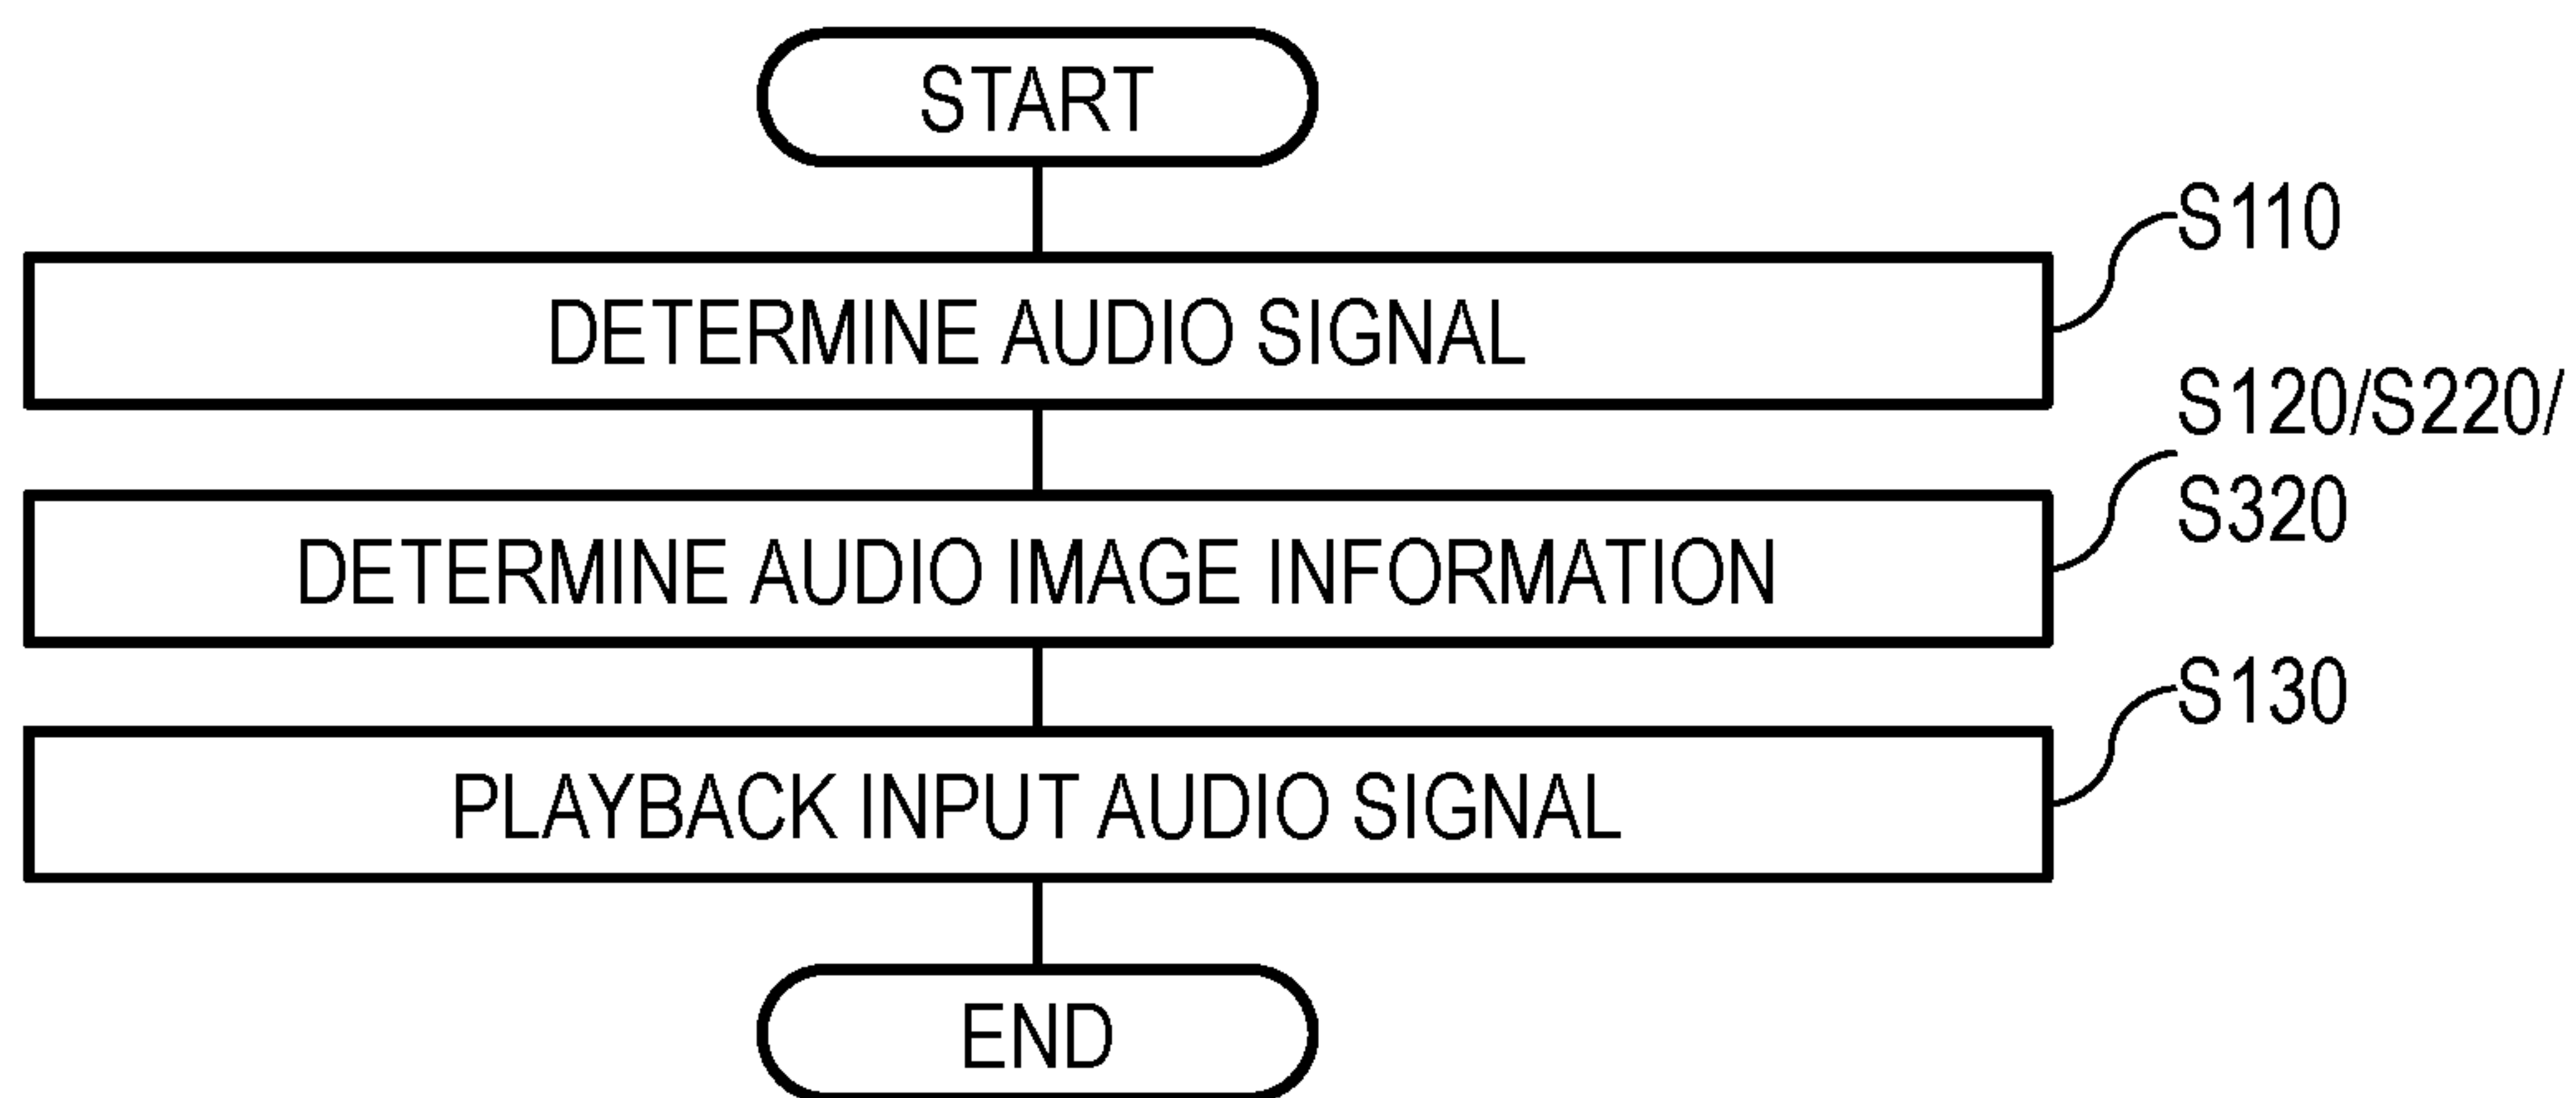 START
S110
DETERMINE AUDIO SIGNAL
S120/S220/
S320
DETERMINE AUDIO IMAGE INFORMATION
S130
PLAYBACK INPUT AUDIO SIGNAL
END